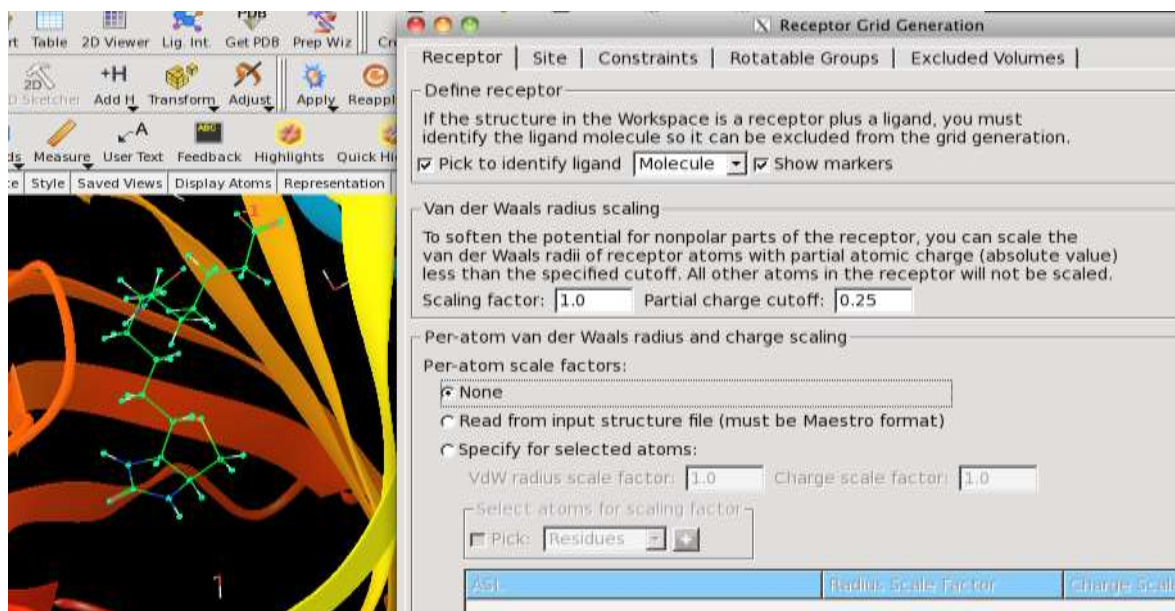 Table 2D Viewer Lig. Int. Get PDB Prep Wiz
2D
Sketcher Add H Transform Adjust Apply
+H
A
ABC
Measure User Text Feedback Highlights
Style Saved Views Display Atoms Representation
-1
X Receptor Grid Generation
Receptor Site Constraints Rotatable Groups Excluded Volumes
Define receptor
If the structure in the Workspace is a receptor plus a ligand, you must
identify the ligand molecule so it can be excluded from the grid generation.
Pick to identify ligand Molecule Show markers
Van der Waals radius scaling
To soften the potential for nonpolar parts of the receptor, you can scale the
van der Waals radii of receptor atoms with partial atomic charge (absolute value)
less than the specified cutoff. All other atoms in the receptor will not be scaled.
Scaling factor: 1.0 Partial charge cutoff: 0.25
Per-atom van der Waals radius and charge scaling
Per-atom scale factors:
None
Read from input structure file (must be Maestro format)
Specify for selected atoms:
VdW radius scale factor: 1.0 Charge scale factor: 1.0
Select atoms for scaling factor
Pick: Residues +
ASL Radius Scale Factor Charge